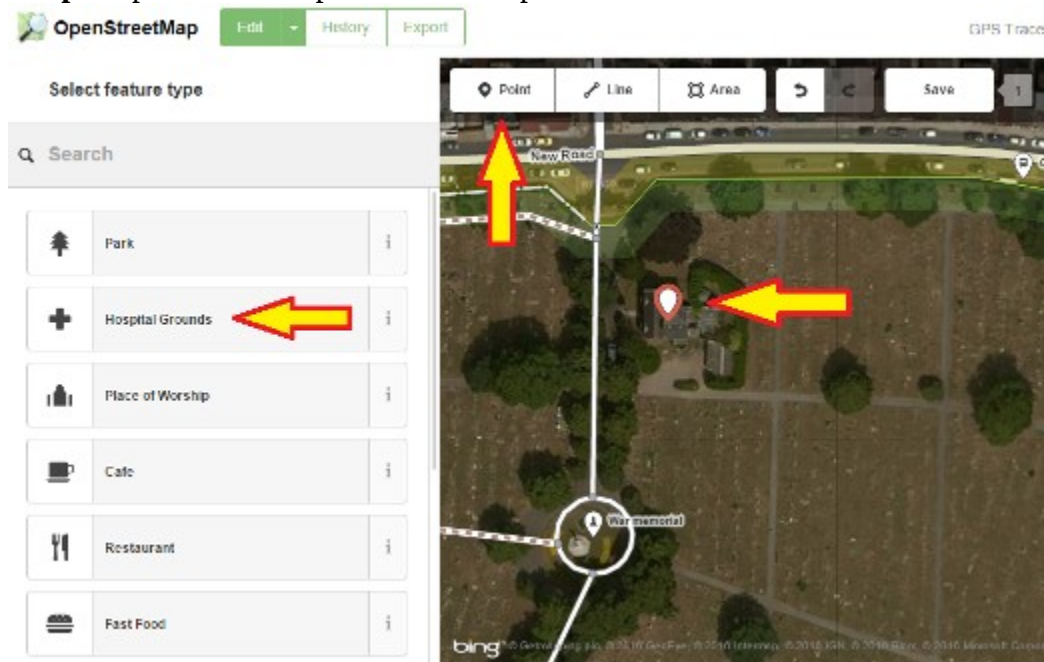 OpenStreetMap
Edit
History
Export
GPS Trace
Select feature type
Point
Line
Area
Save
1
Search
New Road
Park
Hospital Grounds
Place of Worship
Cafe
Restaurant
War memorial
Fast Food
bing